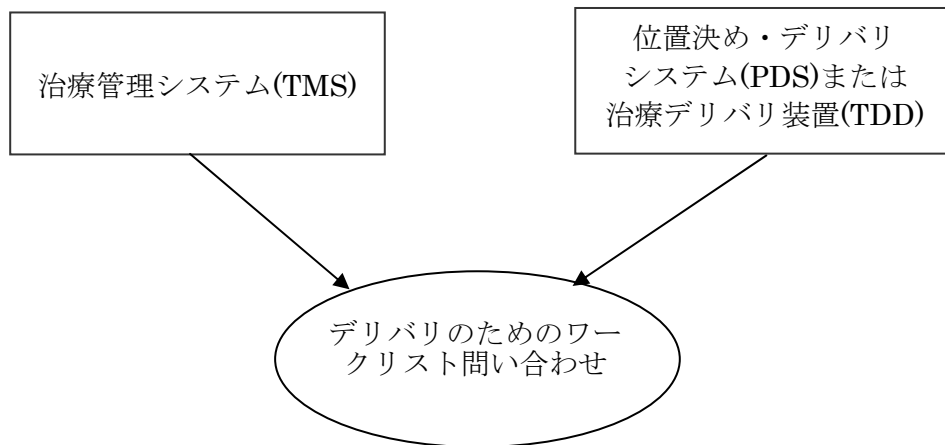 治療管理システム(TMS)
位置決め・デリバリ
システム(PDS)または
治療デリバリ装置(TDD)
デリバリのためのワー
クリスト問い合わせ